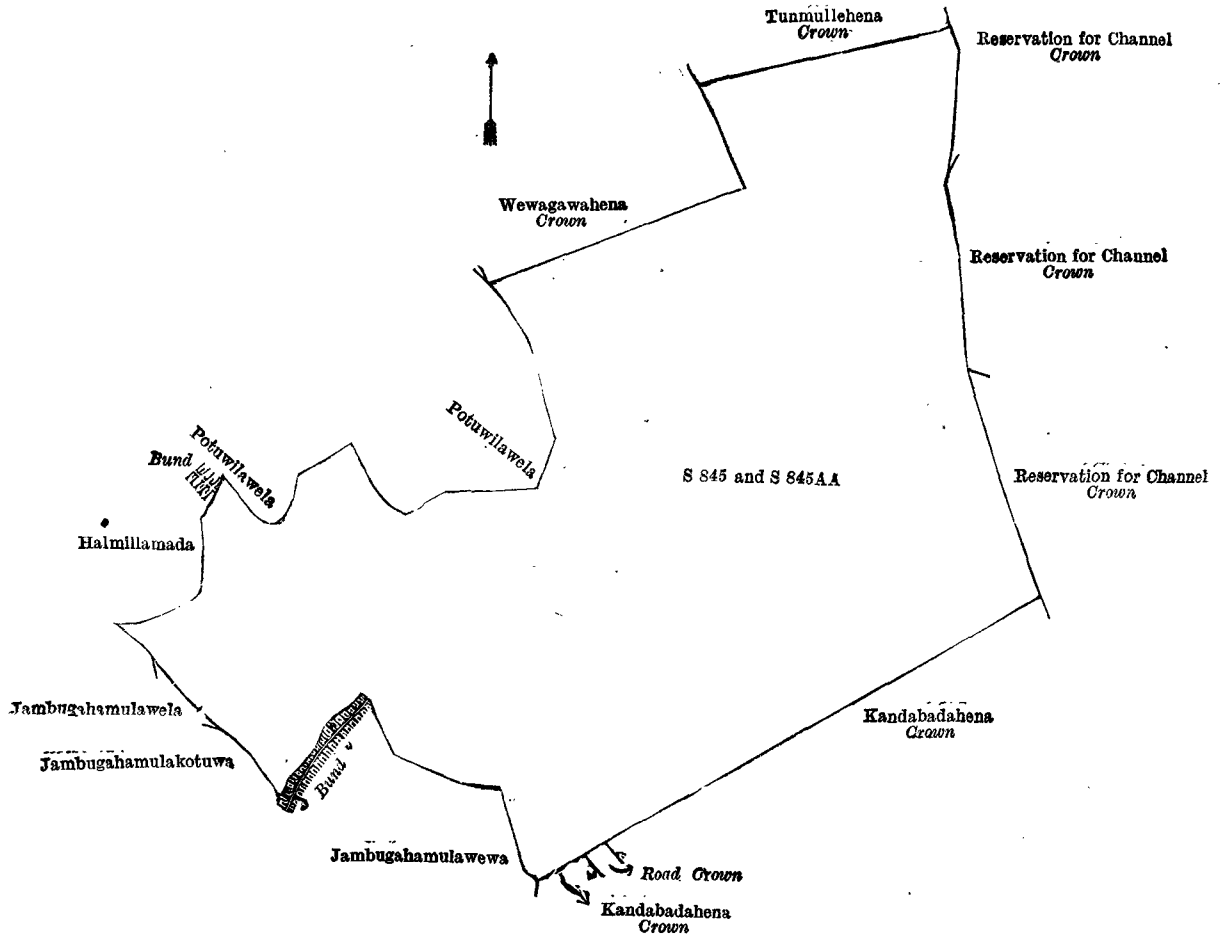 Tunmullehena
Crown
Reservation for Channel
Crown
Wewagawahena
Crown
Reservation for Channel
Crown
Potuwilawela
Potuwilawela
Bund
S 845 and S 845AA
Reservation for Channel
Crown
Halmillamada
Jambugahamulawela
Kandabadahena
Crown
Jambugahamulakotuwa
Bund
Jambugahamulawewa
Road Crown
Kandabadahena
Crown